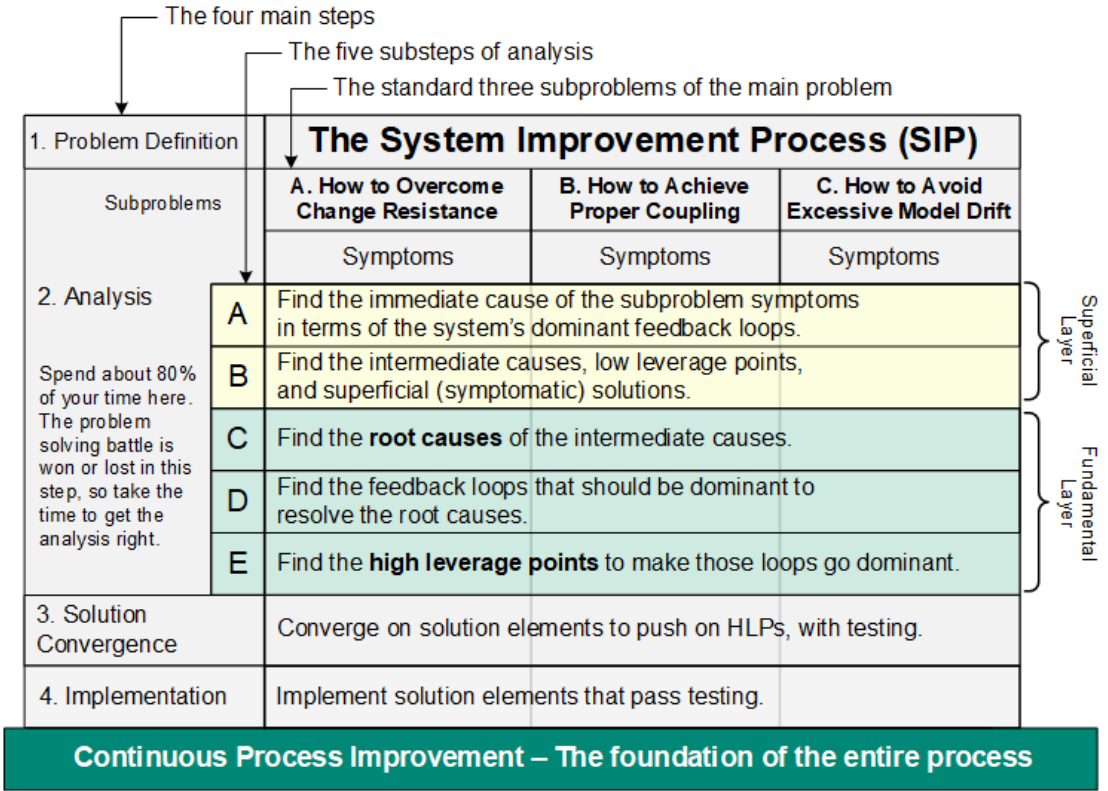 The four main steps
The five substeps of analysis
The standard three subproblems of the main problem
1. Problem Definition
The System Improvement Process (SIP)
Subproblems
A. How to Overcome
Change Resistance
B. How to Achieve
Proper Coupling
C. How to Avoid
Excessive Model Drift
Symptoms
Symptoms
Symptoms
2. Analysis
Spend about 80%
of your time here.
The problem
solving battle is
won or lost in this
step, so take the
time to get the
analysis right.
A
Find the immediate cause of the subproblem symptoms
in terms of the system's dominant feedback loops.
B
Find the intermediate causes, low leverage points,
and superficial (symptomatic) solutions.
Superficial
Layer
C
Find the root causes of the intermediate causes.
D
Find the feedback loops that should be dominant to
resolve the root causes.
E
Find the high leverage points to make those loops go dominant.
Fundamental
Layer
3. Solution
Convergence
Converge on solution elements to push on HLPs, with testing.
4. Implementation
Implement solution elements that pass testing.
Continuous Process Improvement – The foundation of the entire process